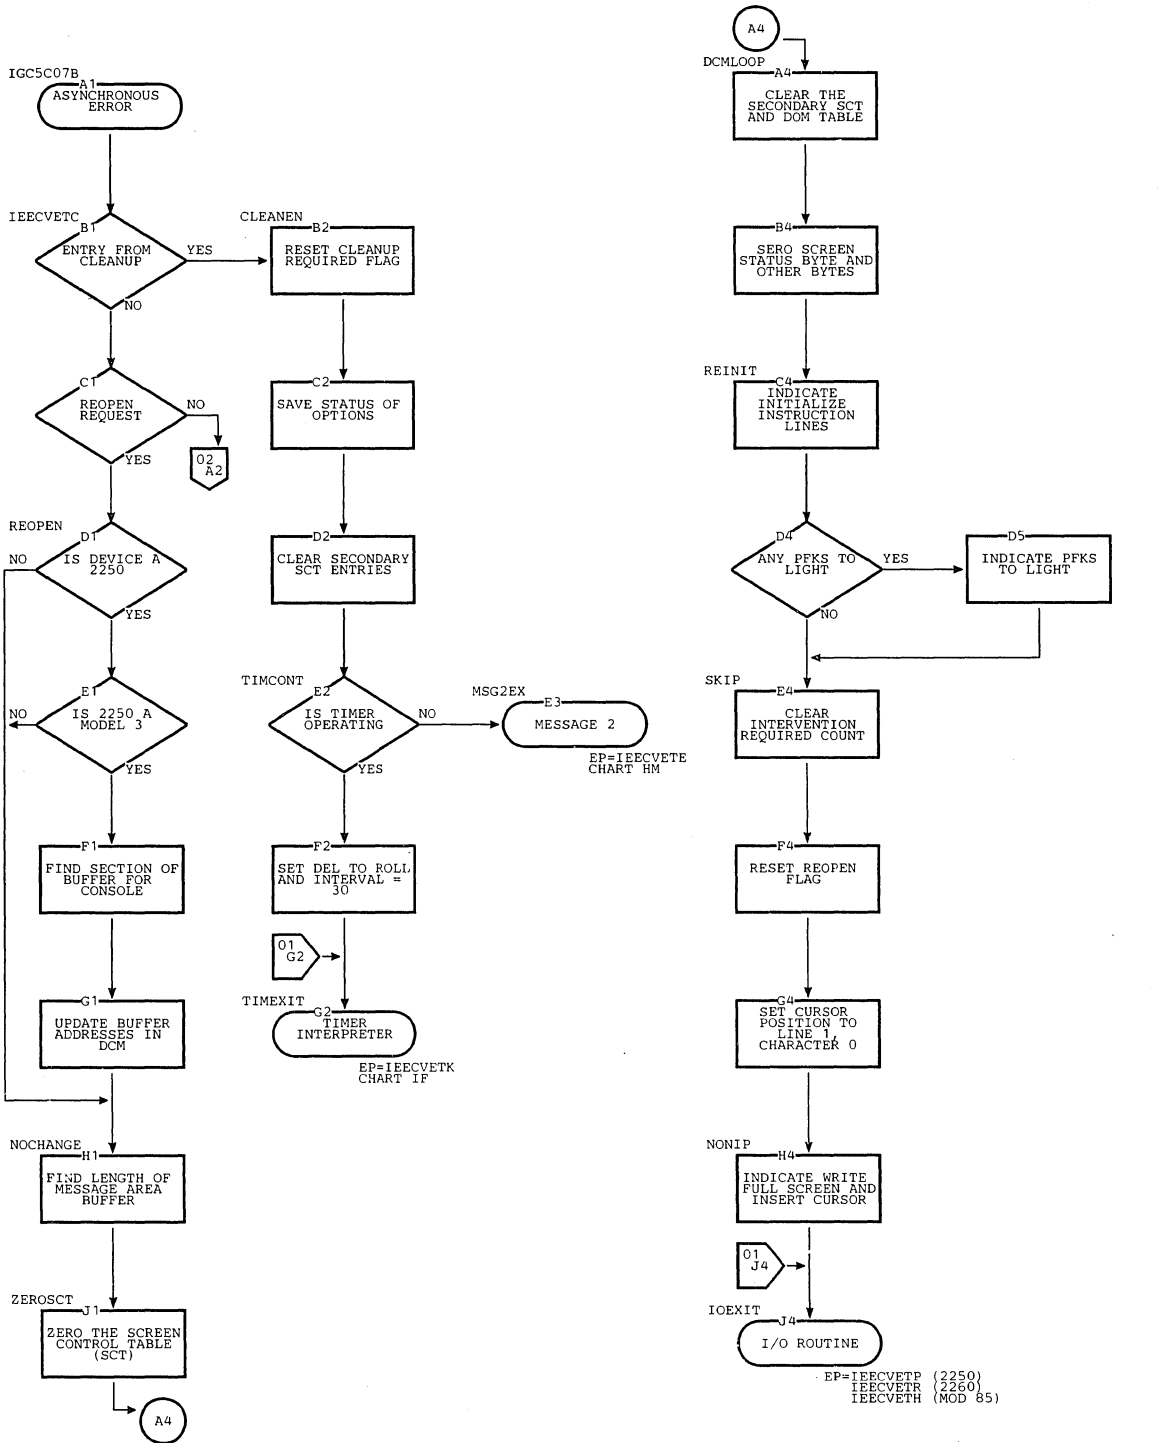 IGC5C07B
A1
ASYNCHRONOUS
ERROR
IEECVETC
B1
ENTRY FROM
CLEANUP
YES
NO
C1
REOPEN
REQUEST
NO
YES
02
A2
REOPEN
D1
NO
IS DEVICE A
2250
YES
E1
NO
IS 2250 A
MODEL 3
YES
F1
FIND SECTION OF
BUFFER FOR
CONSOLE
G1
UPDATE BUFFER
ADDRESSES IN
DCM
NOCHANGE
H1
FIND LENGTH OF
MESSAGE AREA
BUFFER
ZEROSCT
J1
ZERO THE SCREEN
CONTROL TABLE
(SCT)
A4
CLEANEN
B2
RESET CLEANUP
REQUIRED FLAG
C2
SAVE STATUS OF
OPTIONS
D2
CLEAR SECONDARY
SCT ENTRIES
TIMCONT
E2
IS TIMER
OPERATING
NO
YES
MSG2EX
E3
MESSAGE 2
EP=IEECVETE
CHART HM
F2
SET DEL TO ROLL
AND INTERVAL =
30
01
G2
TIMEXIT
G2
TIMER
INTERPRETER
EP=IEECVETK
CHART IF
A4
DCMLOOP
A4
CLEAR THE
SECONDARY SCT
AND DOM TABLE
B4
SERO SCREEN
STATUS BYTE AND
OTHER BYTES
REINIT
C4
INDICATE
INITIALIZE
INSTRUCTION
LINES
D4
ANY PFKS TO
LIGHT
YES
NO
D5
INDICATE PFKS
TO LIGHT
SKIP
E4
CLEAR
INTERVENTION
REQUIRED COUNT
F4
RESET REOPEN
FLAG
G4
SET CURSOR
POSITION TO
LINE 1,
CHARACTER 0
NONIP
H4
INDICATE WRITE
FULL SCREEN AND
INSERT CURSOR
01
J4
IOEXIT
J4
I/O ROUTINE
EP=IEECVETP (2250)
IEECVETR (2260)
IEECVETH (MOD 85)